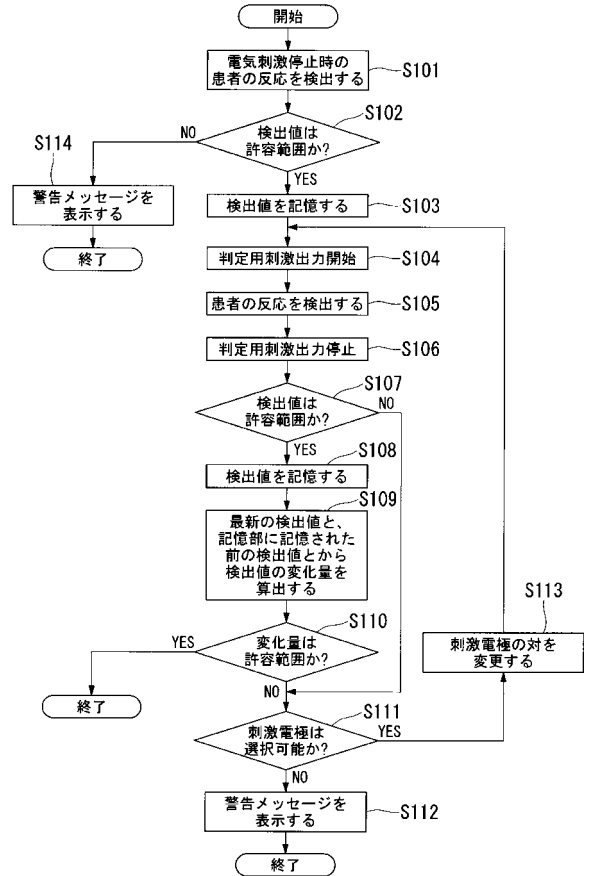 開始
電気刺激停止時の
患者の反応を検出する
S101
S102
検出値は
許容範囲か?
NO
YES
S114
警告メッセージを
表示する
終了
検出値を記憶する
S103
判定用刺激出力開始
S104
患者の反応を検出する
S105
判定用刺激出力停止
S106
S107
検出値は
許容範囲か?
NO
YES
S108
検出値を記憶する
S109
最新の検出値と、
記憶部に記憶された
前の検出値とから
検出値の変化量を
算出する
S110
変化量は
許容範囲か?
YES
NO
終了
S113
刺激電極の対を
変更する
S111
刺激電極は
選択可能か?
YES
NO
警告メッセージを
表示する
S112
終了